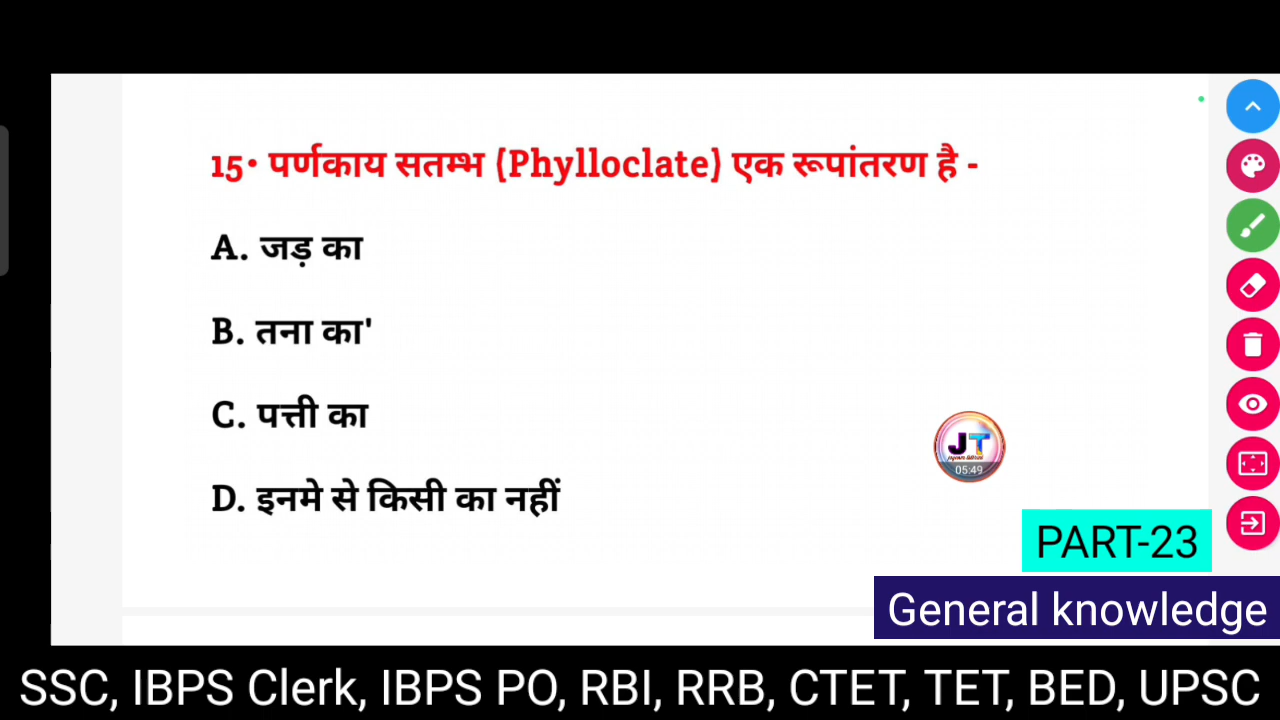 15• पर्णकाय सतम्भ (Phylloclate) एक रूपांतरण है -
A. जड़ का
B. तना का'
C. पत्ती का
D. इनमे से किसी का नहीं
JT
05:49
PART-23
General knowledge
SSC, IBPS Clerk, IBPS PO, RBI, RRB, CTET, TET, BED, UPSC